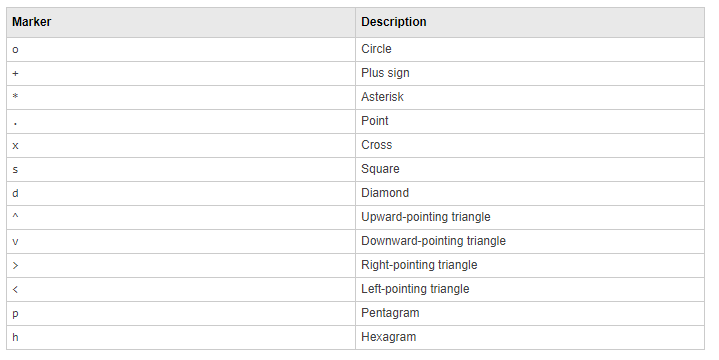 Marker Description
o Circle
+ Plus sign
* Asterisk
. Point
x Cross
s Square
d Diamond
^ Upward-pointing triangle
v Downward-pointing triangle
> Right-pointing triangle
< Left-pointing triangle
p Pentagram
h Hexagram